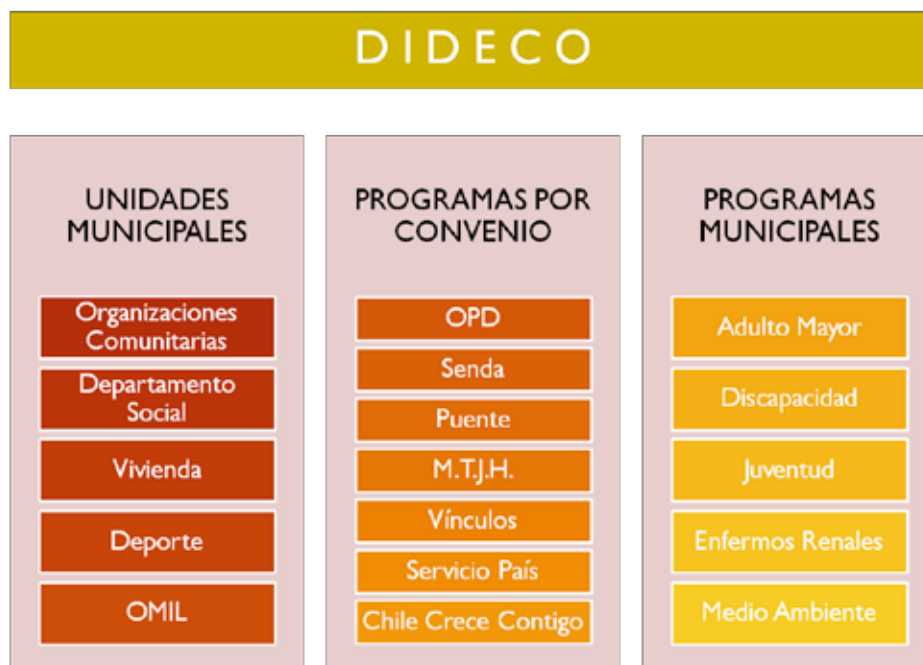 DIDECO
UNIDADES
MUNICIPALES
Organizaciones
Comunitarias
Departamento
Social
Vivienda
Deporte
OMIL
PROGRAMAS POR
CONVENIO
OPD
Senda
Puente
M.T.J.H.
Vínculos
Servicio País
Chile Crece Contigo
PROGRAMAS
MUNICIPALES
Adulto Mayor
Discapacidad
Juventud
Enfermos Renales
Medio Ambiente